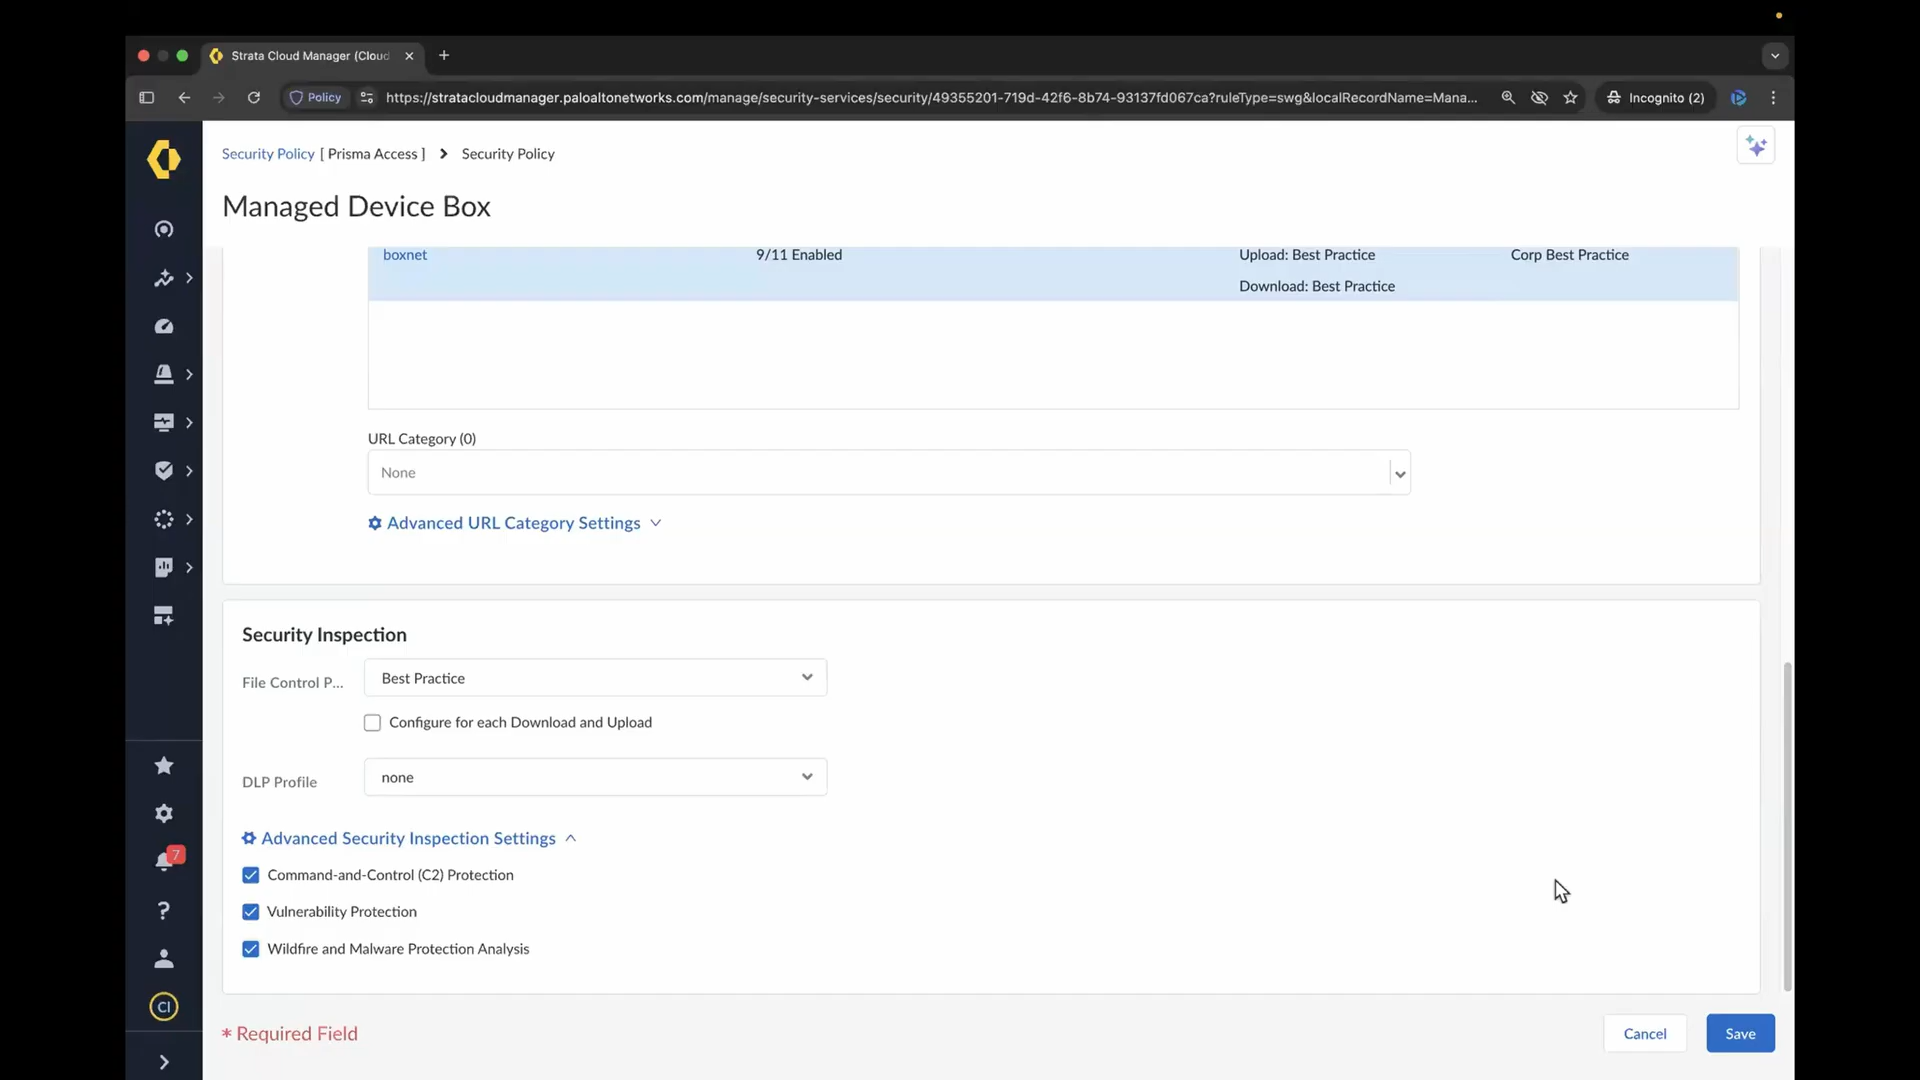 Strata Cloud Manager (Cloud
Policy
https://stratacloudmanager.paloaltonetworks.com/manage/security-services/security/49355201-719d-42f6-8b74-93137fd067ca?ruleType=swg&localRecordName=Mana...
Incognito (2)
Security Policy [ Prisma Access ] Security Policy
Managed Device Box
boxnet 9/11 Enabled Upload: Best Practice Corp Best Practice
Download: Best Practice
URL Category (0)
None
Advanced URL Category Settings
Security Inspection
File Control P... Best Practice
Configure for each Download and Upload
DLP Profile none
Advanced Security Inspection Settings
Command-and-Control (C2) Protection
7
Vulnerability Protection
Wildfire and Malware Protection Analysis
CI
* Required Field
Cancel Save